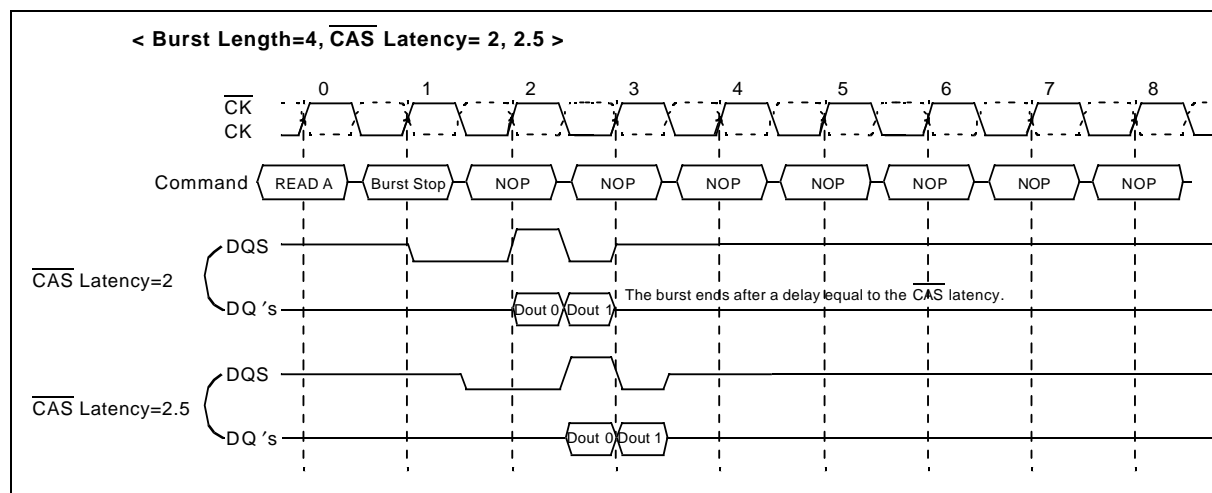 < Burst Length=4, CAS Latency= 2, 2.5 >
0 1 2 3 4 5 6 7 8
CK
CK
Command READ A Burst Stop NOP NOP NOP NOP NOP NOP NOP
DQS
CAS Latency=2
The burst ends after a delay equal to the CAS latency.
DQ 's Dout 0 Dout 1
DQS
CAS Latency=2.5
DQ 's Dout 0 Dout 1